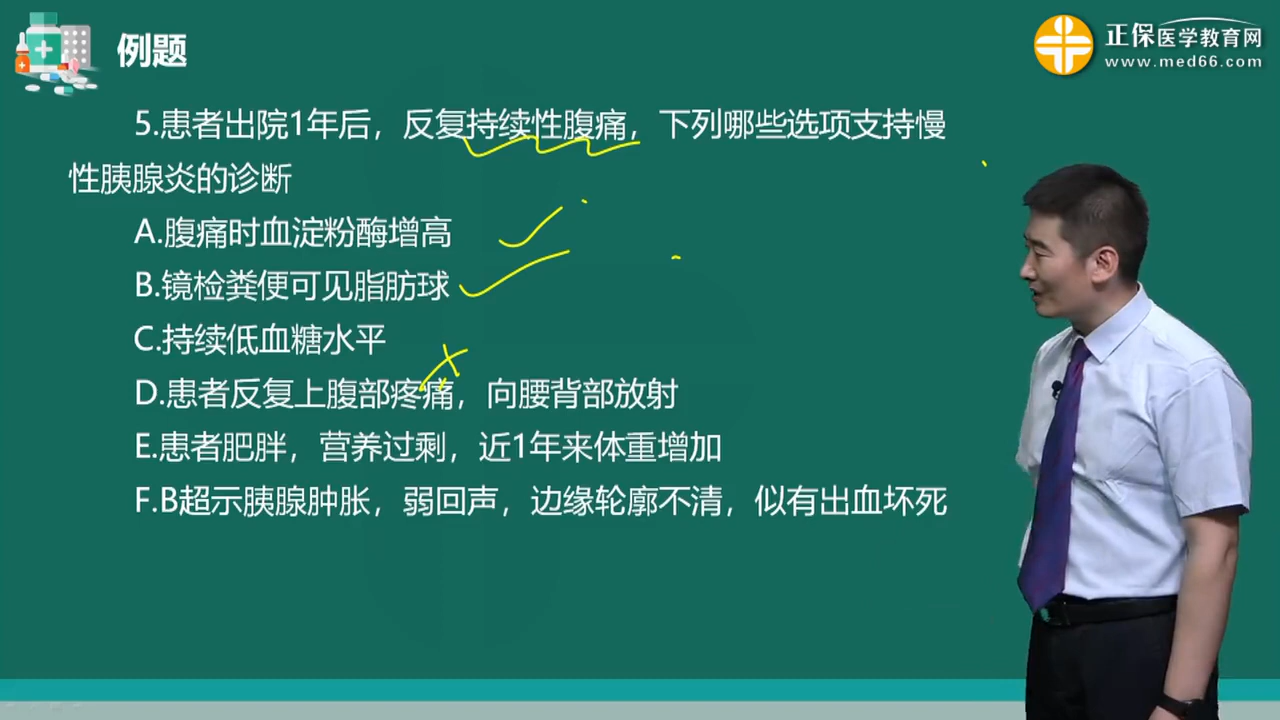 例题
正保医学教育网
www.med66.com
5.患者出院1年后，反复持续性腹痛，下列哪些选项支持慢
性胰腺炎的诊断
A.腹痛时血淀粉酶增高
B.镜检粪便可见脂肪球
C.持续低血糖水平
D.患者反复上腹部疼痛，向腰背部放射
E.患者肥胖，营养过剩，近1年来体重增加
F.B超示胰腺肿胀，弱回声，边缘轮廓不清，似有出血坏死